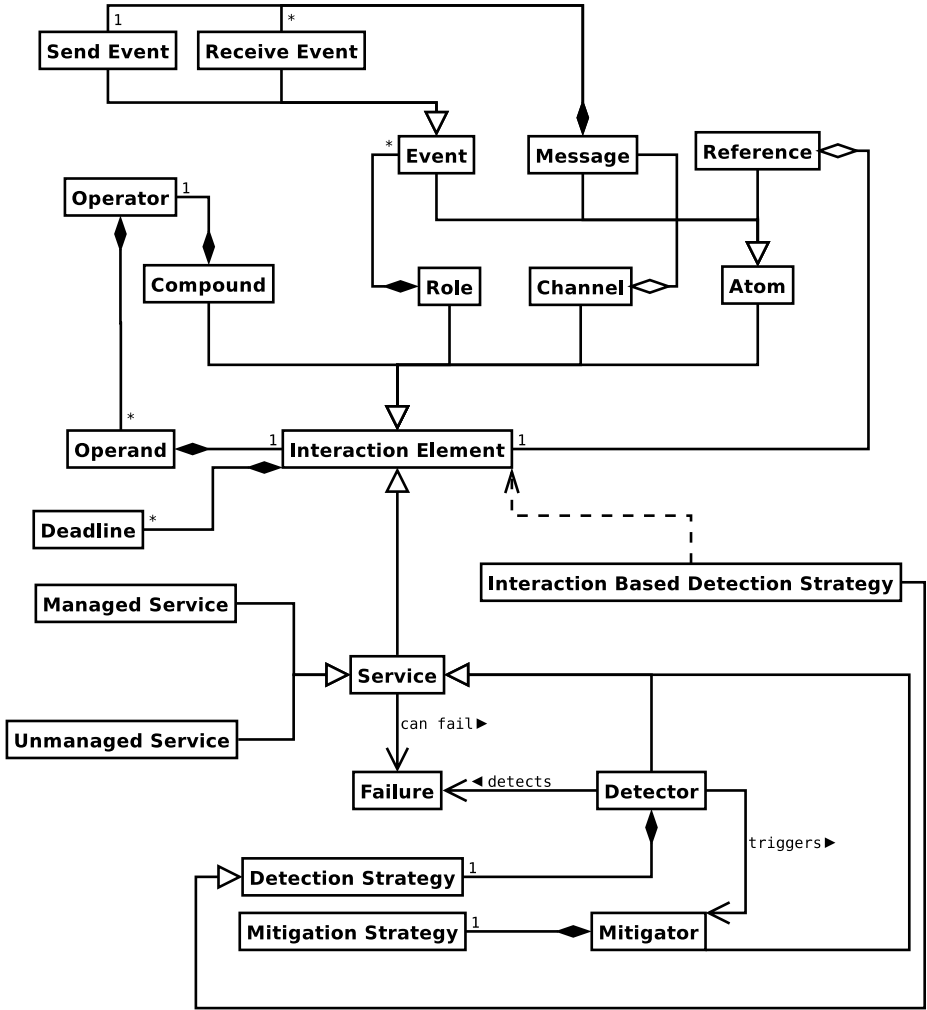 1
*
Send Event
Receive Event
*
Event
Message
Reference
Operator
1
Compound
Role
Channel
Atom
*
Operand
1
Interaction Element
1
Deadline
*
Interaction Based Detection Strategy
Managed Service
Service
can fail▶
Unmanaged Service
Failure
◀ detects
Detector
triggers▶
Detection Strategy
1
Mitigation Strategy
1
Mitigator